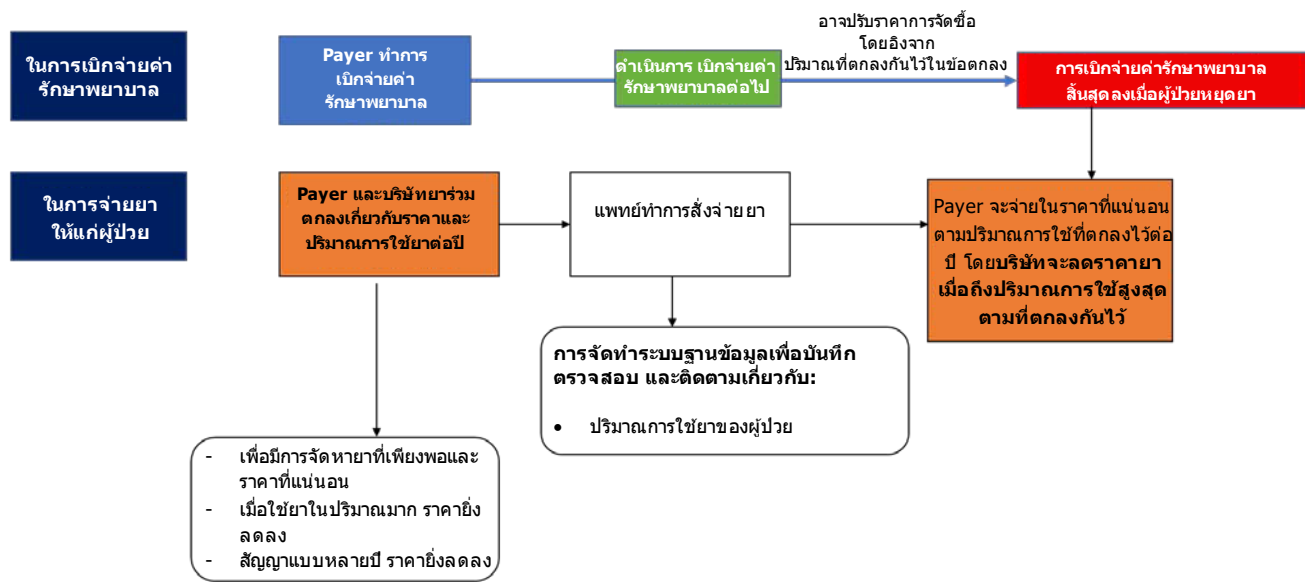 อาจปรับราคาการจัดซื้อ
โดยอิงจาก
ปริมาณที่ตกลงกันไว้ในข้อตกลง
ในการเบิกจ่ายค่า
รักษาพยาบาล
Payer ทำการ
เบิกจ่ายค่า
รักษาพยาบาล
ดำเนินการ เบิกจ่ายค่า
รักษาพยาบาลต่อไป
การเบิกจ่ายค่ารักษาพยาบาล
สิ้นสุดลงเมื่อผู้ป่วยหยุดยา
ในการจ่ายยา
ให้แก่ผู้ป่วย
Payer และบริษัทยาร่วม
ตกลงเกี่ยวกับราคาและ
ปริมาณการใช้ยาต่อปี
แพทย์ทำการสั่งจ่ายยา
Payer จะจ่ายในราคาที่แน่นอน
ตามปริมาณการใช้ที่ตกลงไว้ต่อ
ปี โดยบริษัทจะลดราคายา
เมื่อถึงปริมาณการใช้สูงสุด
ตามที่ตกลงกันไว้
การจัดทำระบบฐานข้อมูลเพื่อบันทึก
ตรวจสอบ และติดตามเกี่ยวกับ:
• ปริมาณการใช้ยาของผู้ป่วย
- เพื่อมีการจัดหายาที่เพียงพอและ
ราคาที่แน่นอน
- เมื่อใช้ยาในปริมาณมาก ราคายิ่ง
ลดลง
- สัญญาแบบหลายปี ราคายิ่งลดลง